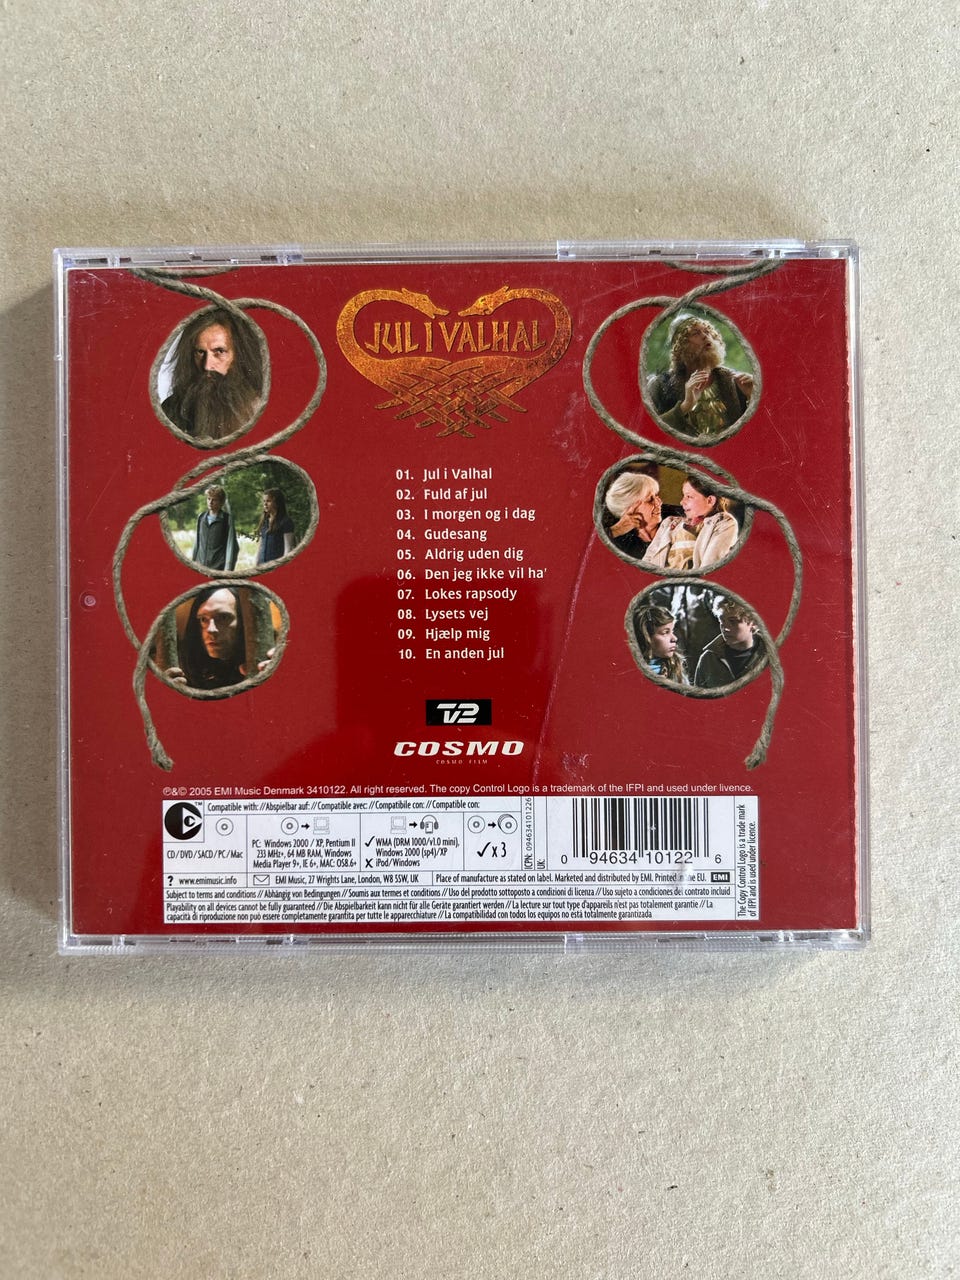 JUL I VALHAL
01. Jul i Valhal
02. Fuld af jul
03. I morgen og i dag
04. Gudesang
05. Aldrig uden dig
06. Den jeg ikke vil ha'
07. Lokes rapsody
08. Lysets vej
09. Hjælp mig
10. En anden jul
TV2
COSMO
COSMO FILM
℗&© 2005 EMI Music Denmark 3410122. All right reserved. The copy Control Logo is a trademark of the IFPI and used under livence.
Compatible with: // Abspielbar auf: // Compatible avec: // Compatibile con: // Compatible con:
TM
CD/DVD/SACD/PC/Mac
PC: Windows 2000 / XP, Pentium II
233 MHz+, 64 MB RAM, Windows
Media Player 9+, IE 6+, MAC: OS8.6+
✓ WMA (DRM 1000/v1.0 mini),
Windows 2000 (sp4)/XP
X iPod/Windows
✓ x 3
ICPN: 094634101226
UK:
0 94634 10122 6
The Copy Control Logo is a trade mark
of IFPI and is used under licence.
? www.emimusic.info
EMI Music, 27 Wrights Lane, London, W8 5SW, UK
Place of manufacture as stated on label. Marketed and distributed by EMI. Printed in the EU. EMI
Subject to terms and conditions // Abhängig von Bedingungen // Soumis aux termes et conditions // Uso del prodotto sottoposto a condizioni di licenza // Uso sujeto a condiciones del contrato incluid
Playability on all devices cannot be fully guaranteed // Die Abspielbarkeit kann nicht für alle Geräte garantiert werden // La lecture sur tout type d'appareils n'est pas totalement garantie // La
capacità di riproduzione non può essere completamente garantita per tutte le apparecchiature // La compatibilidad con todos los equipos no está totalmente garantizada